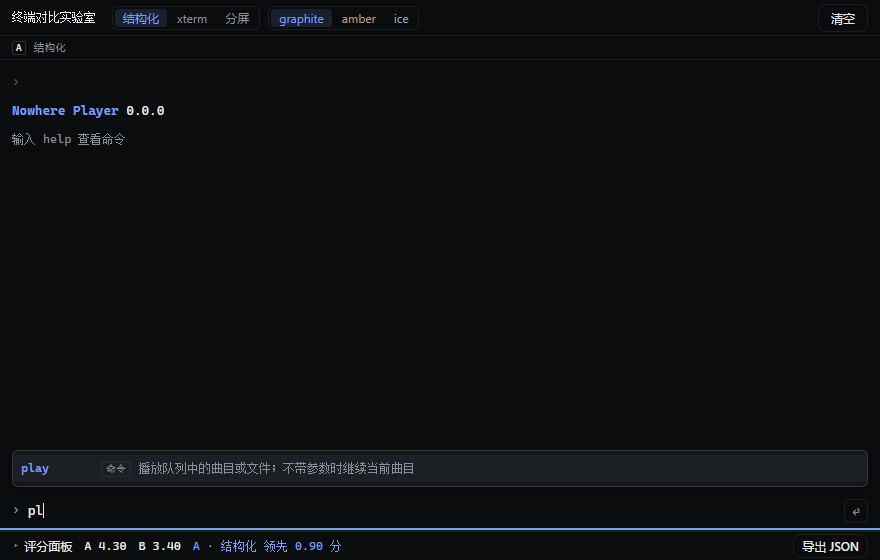 终端对比实验室 结构化 xterm 分屏 graphite amber ice 清空
A 结构化
›
Nowhere Player 0.0.0
输入 help 查看命令
play 命令 播放队列中的曲目或文件; 不带参数时继续当前曲目
› pl ↵
‣ 评分面板 A 4.30 B 3.40 A · 结构化 领先 0.90 分 导出 JSON